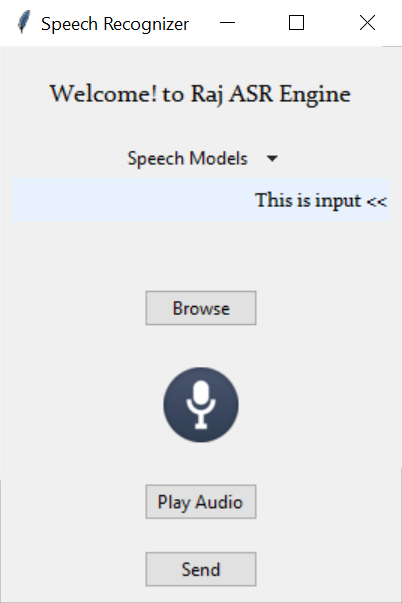 Speech Recognizer
Welcome! to Raj ASR Engine
Speech Models
This is input <<
Browse
Play Audio
Send